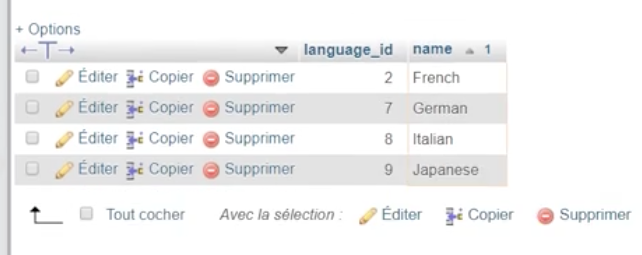 + Options
←T→ language_id name 1
Éditer Copier Supprimer 2 French
Éditer Copier Supprimer 7 German
Éditer Copier Supprimer 8 Italian
Éditer Copier Supprimer 9 Japanese
Tout cocher Avec la sélection : Éditer Copier Supprimer